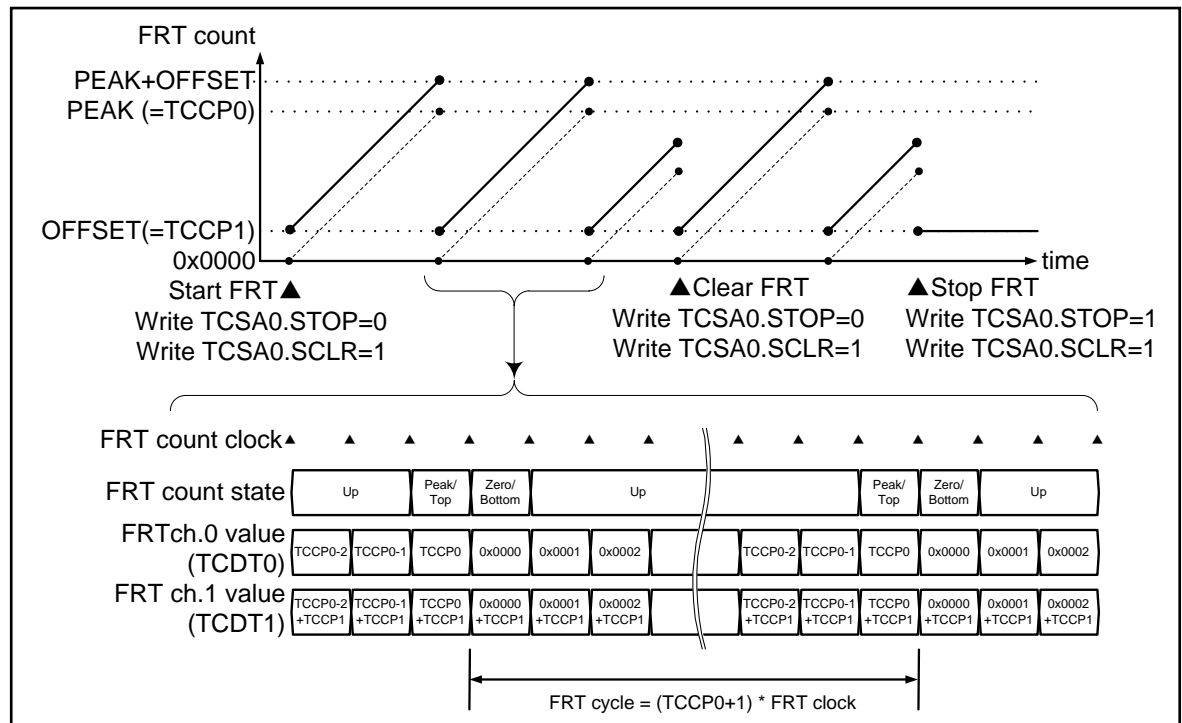 FRT count
PEAK+OFFSET
PEAK (=TCCP0)
OFFSET(=TCCP1)
0x0000
time
Start FRT▲
Write TCSA0.STOP=0
Write TCSA0.SCLR=1
▲Clear FRT
Write TCSA0.STOP=0
Write TCSA0.SCLR=1
▲Stop FRT
Write TCSA0.STOP=1
Write TCSA0.SCLR=1
FRT count clock
FRT count state
Up
Peak/
Top
Zero/
Bottom
Up
Peak/
Top
Zero/
Bottom
Up
FRTch.0 value
(TCDT0)
TCCP0-2 TCCP0-1 TCCP0 0x0000 0x0001 0x0002 TCCP0-2 TCCP0-1 TCCP0 0x0000 0x0001 0x0002
FRT ch.1 value
(TCDT1)
TCCP0-2 TCCP0-1 TCCP0 0x0000 0x0001 0x0002 TCCP0-2 TCCP0-1 TCCP0 0x0000 0x0001 0x0002
+TCCP1 +TCCP1 +TCCP1 +TCCP1 +TCCP1 +TCCP1 +TCCP1 +TCCP1 +TCCP1 +TCCP1 +TCCP1 +TCCP1
FRT cycle = (TCCP0+1) * FRT clock